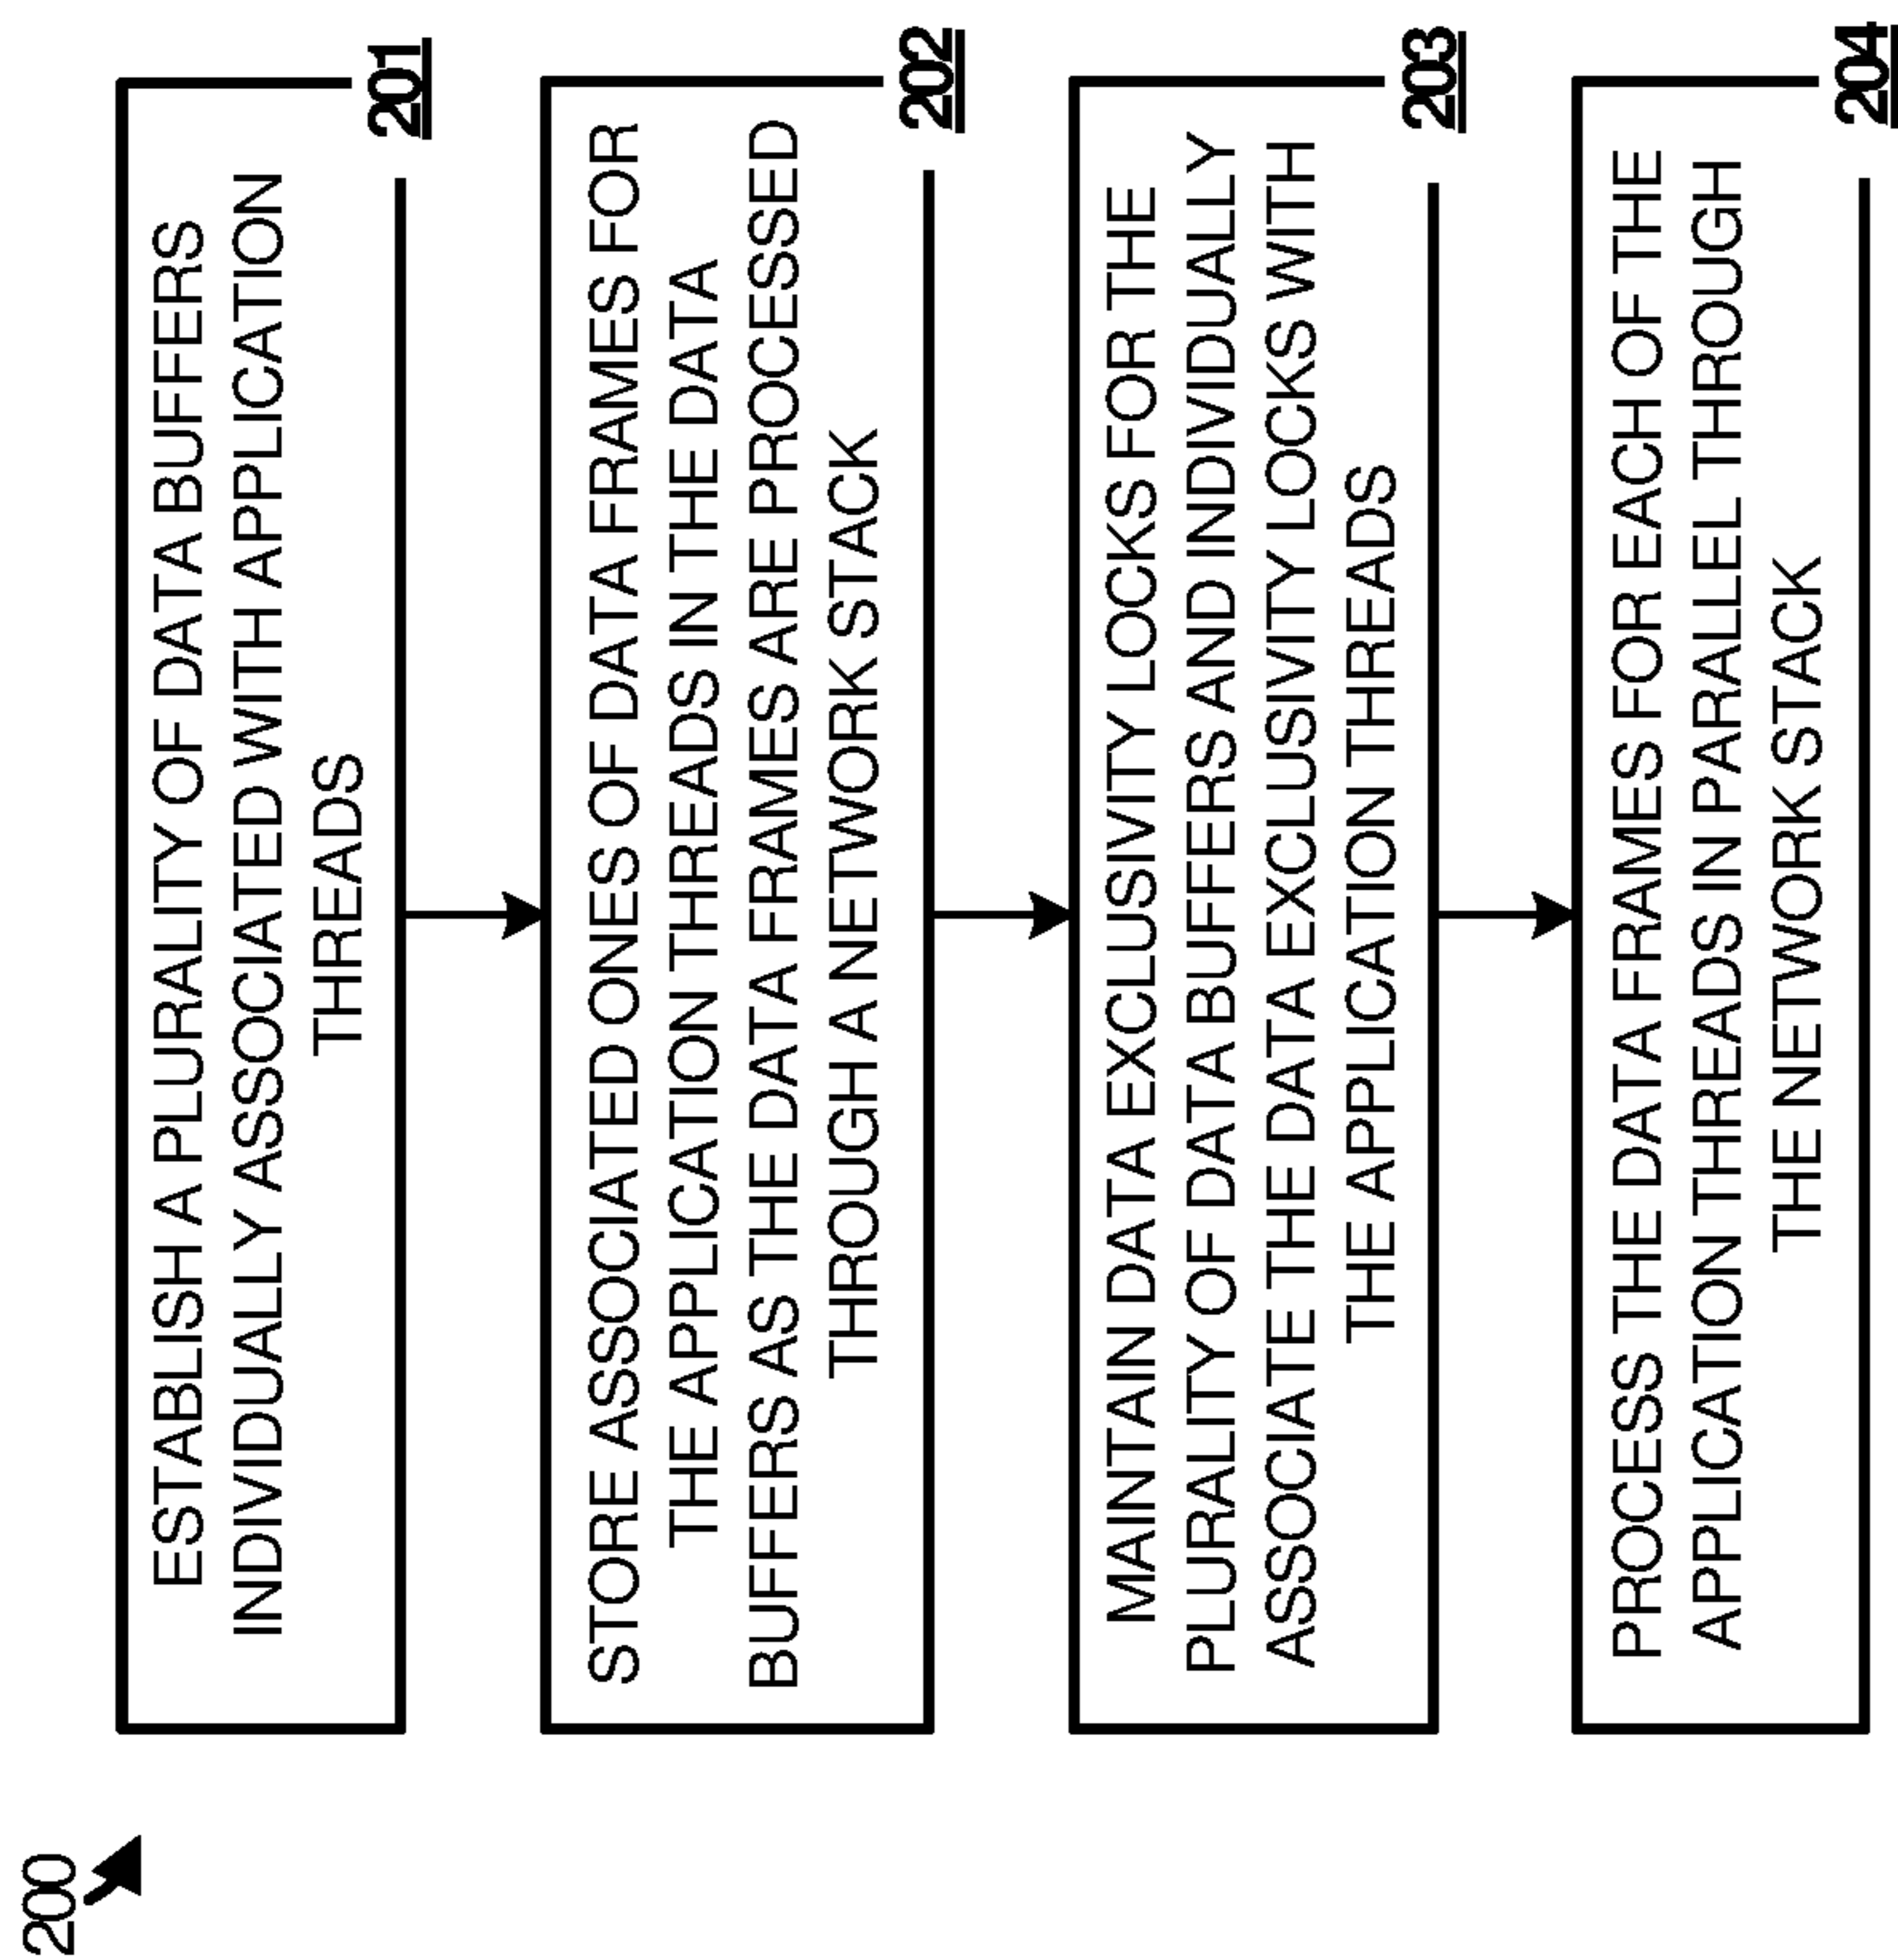 200
ESTABLISH A PLURALITY OF DATA BUFFERS
INDIVIDUALLY ASSOCIATED WITH APPLICATION
THREADS
201
STORE ASSOCIATED ONES OF DATA FRAMES FOR
THE APPLICATION THREADS IN THE DATA
BUFFERS AS THE DATA FRAMES ARE PROCESSED
THROUGH A NETWORK STACK
202
MAINTAIN DATA EXCLUSIVITY LOCKS FOR THE
PLURALITY OF DATA BUFFERS AND INDIVIDUALLY
ASSOCIATE THE DATA EXCLUSIVITY LOCKS WITH
THE APPLICATION THREADS
203
PROCESS THE DATA FRAMES FOR EACH OF THE
APPLICATION THREADS IN PARALLEL THROUGH
THE NETWORK STACK
204